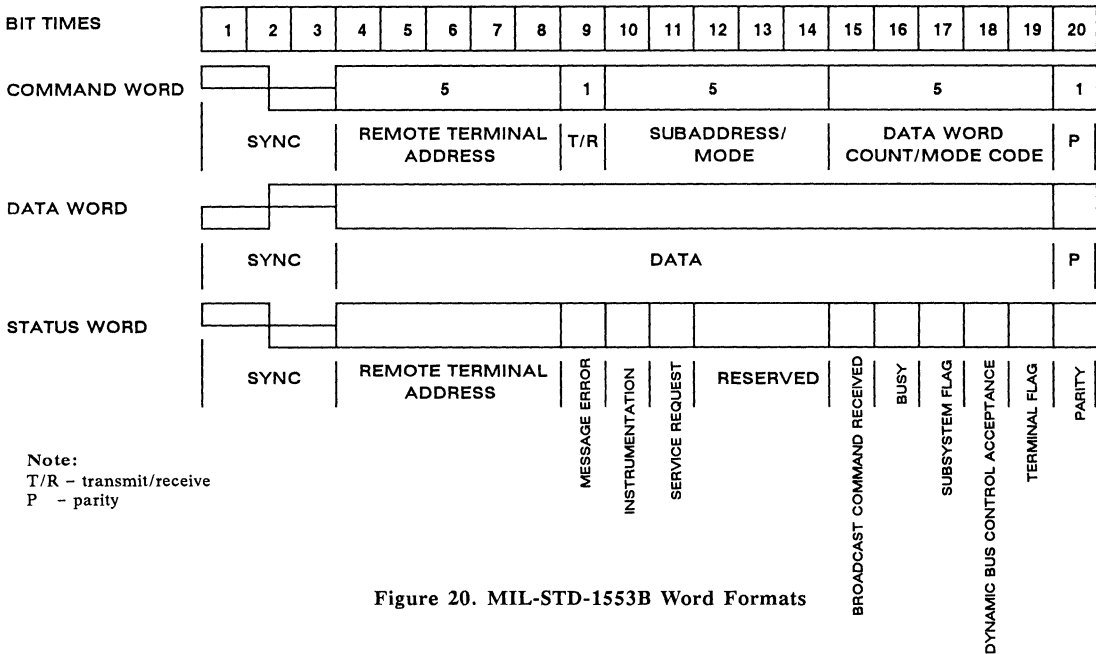 BIT TIMES 1 2 3 4 5 6 7 8 9 10 11 12 13 14 15 16 17 18 19 20
COMMAND WORD 5 1 5 5 1
SYNC REMOTE TERMINAL ADDRESS T/R SUBADDRESS/ MODE DATA WORD COUNT/MODE CODE P
DATA WORD
SYNC DATA P
STATUS WORD
SYNC REMOTE TERMINAL ADDRESS MESSAGE ERROR INSTRUMENTATION SERVICE REQUEST RESERVED BROADCAST COMMAND RECEIVED BUSY SUBSYSTEM FLAG DYNAMIC BUS CONTROL ACCEPTANCE TERMINAL FLAG PARITY
Note:
T/R – transmit/receive
P – parity
Figure 20. MIL-STD-1553B Word Formats